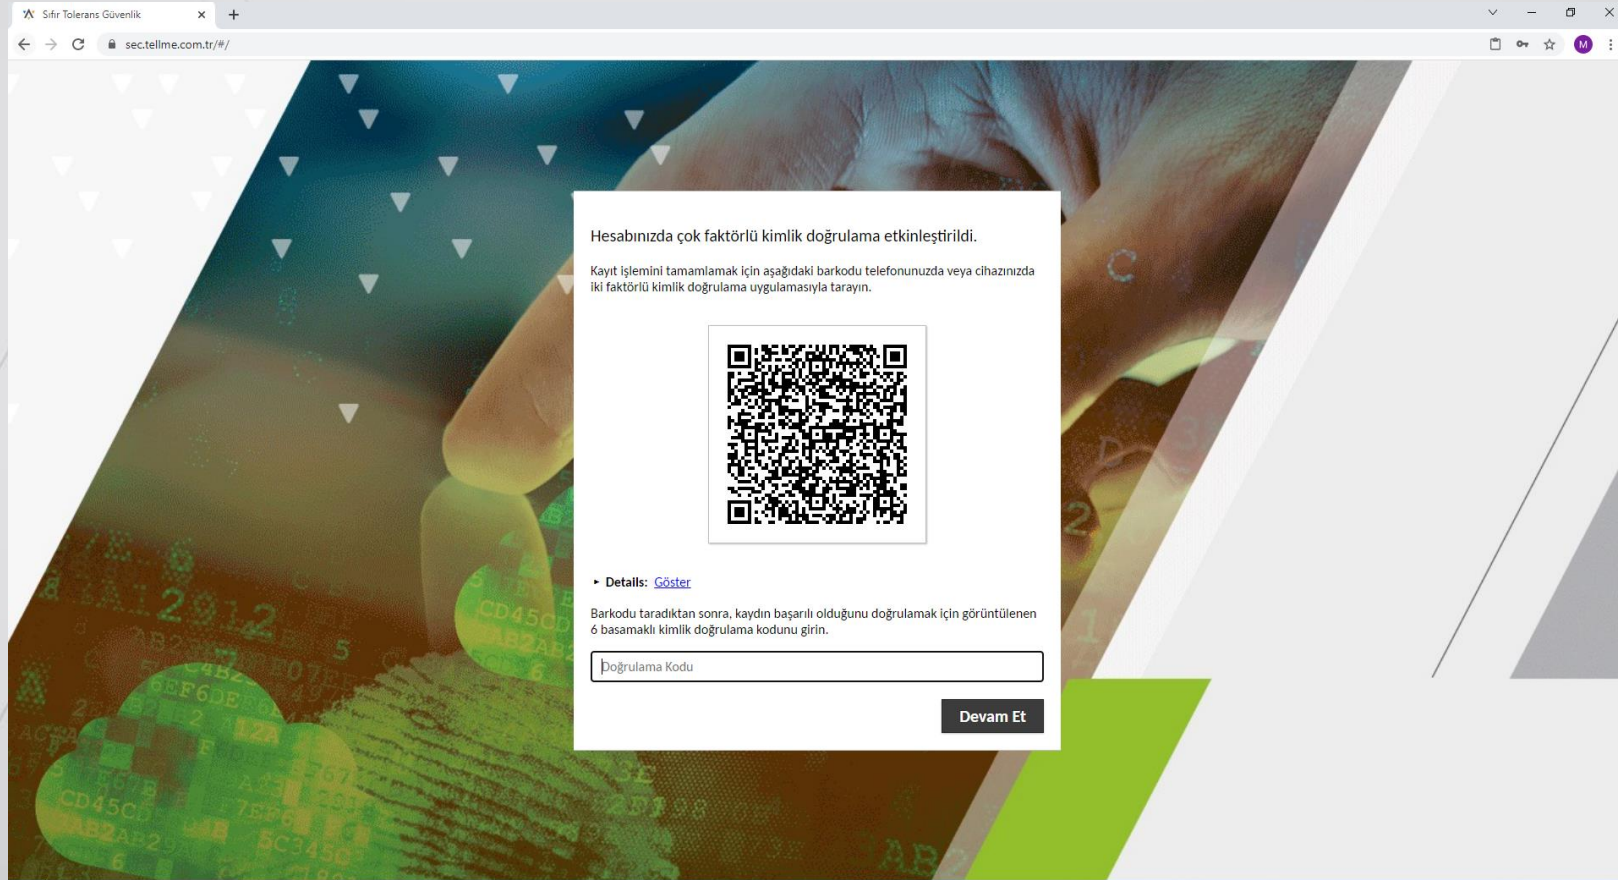 Sıfır Tolerans Güvenlik
sec.tellme.com.tr/#/
M
Hesabınızda çok faktörlü kimlik doğrulama etkinleştirildi.
Kayıt işlemini tamamlamak için aşağıdaki barkodu telefonunuzda veya cihazınızda
iki faktörlü kimlik doğrulama uygulamasıyla tarayın.
Details: Göster
Barkodu taradıktan sonra, kaydın başarılı olduğunu doğrulamak için görüntülenen
6 basamaklı kimlik doğrulama kodunu girin.
Doğrulama Kodu
Devam Et